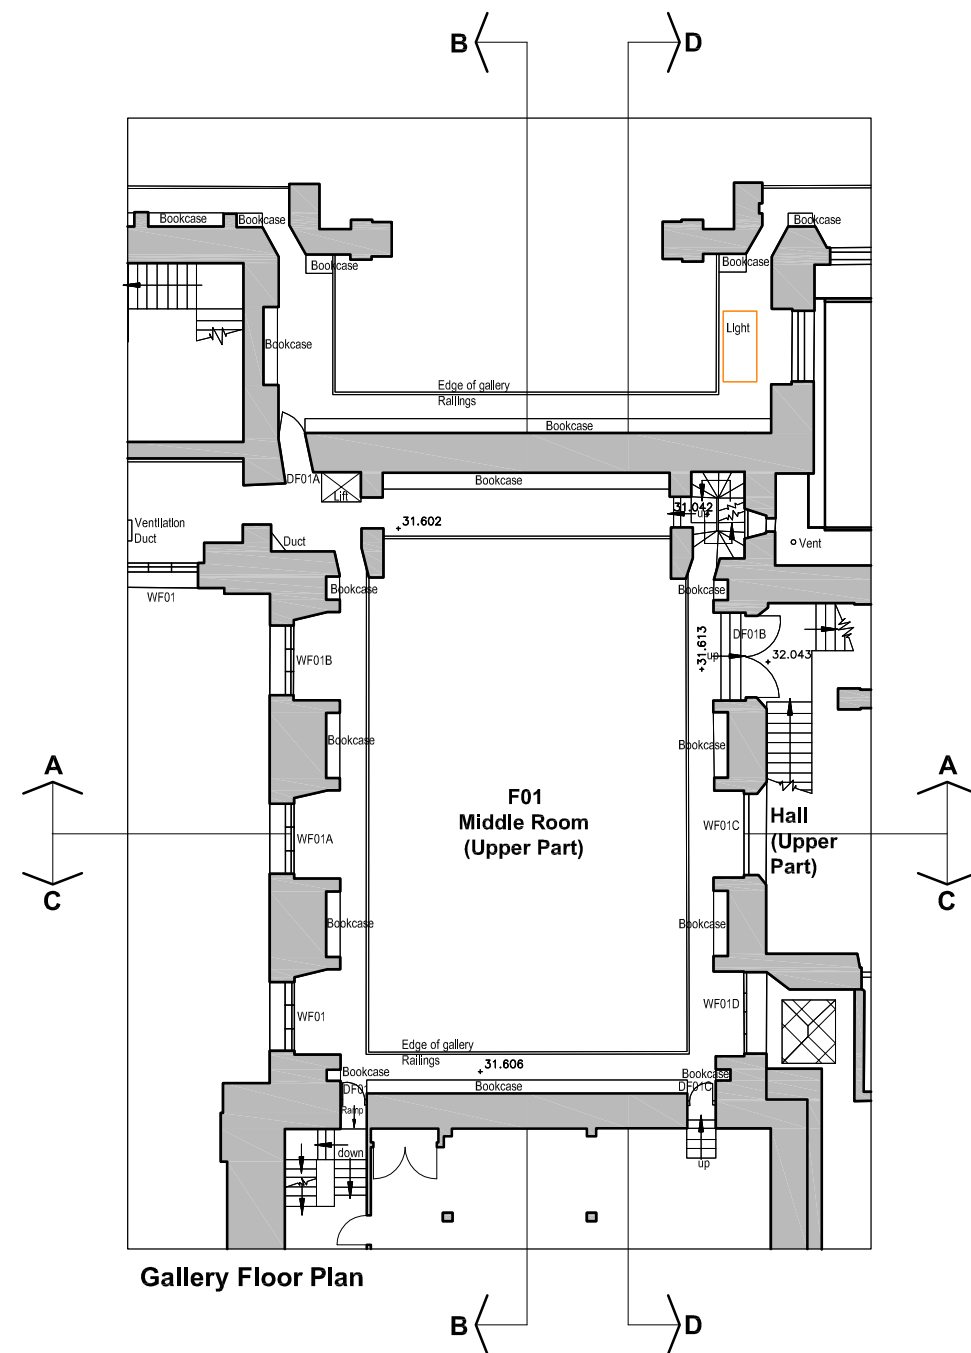 B
D
Bookcase
Bookcase
Bookcase
Bookcase
Bookcase
Light
Bookcase
Edge of gallery
Railings
Bookcase
DF01A
Lift
Bookcase
31.602
31.042
up
Ventilation
Duct
Duct
Vent
WF01
Bookcase
Bookcase
DF01B
31.613
up
32.043
WF01B
Bookcase
Bookcase
A
A
F01
Middle Room
(Upper Part)
WF01A
WF01C
Hall
(Upper
Part)
C
C
Bookcase
Bookcase
WF01
WF01D
Edge of gallery
Railings
31.606
Bookcase
Bookcase
Bookcase
DF01
DF01C
Ramp
down
up
Gallery Floor Plan
B
D